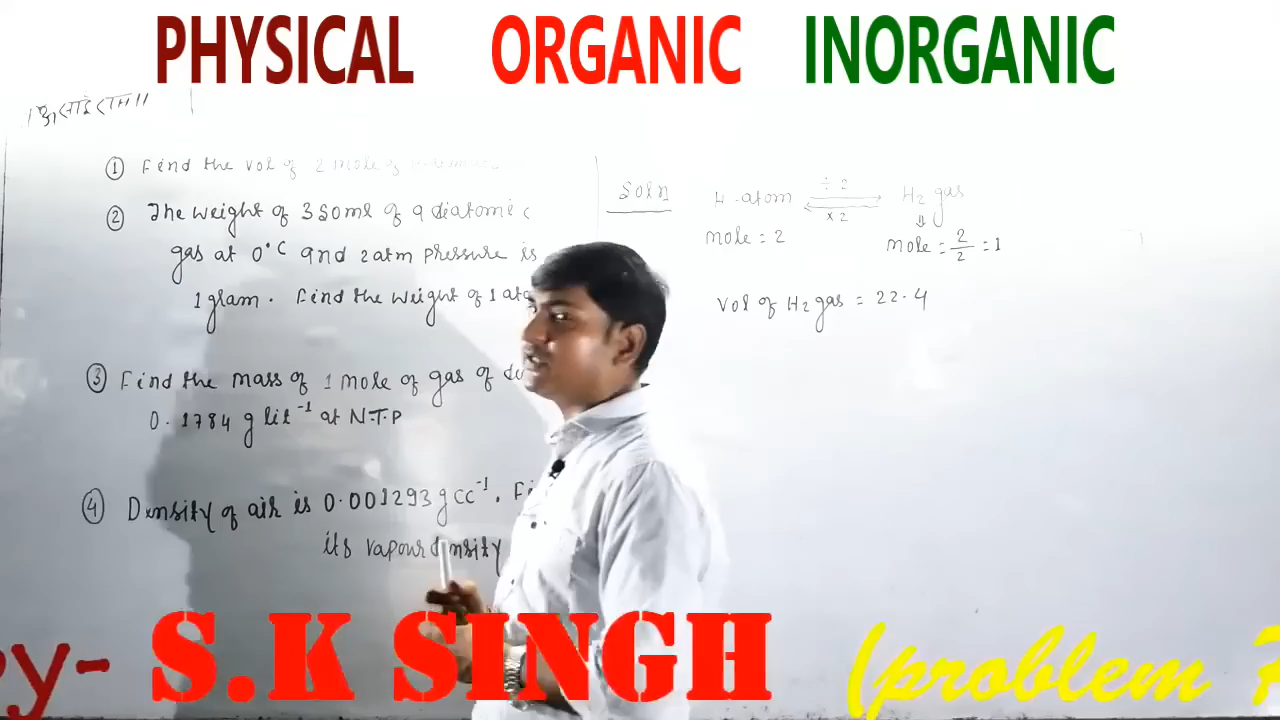 PHYSICAL ORGANIC INORGANIC
① Find the vol of 2 mole of
② The weight of 350ml of a diatomic
gas at 0°C and 2atm pressure is
1 gram. Find the weight of 1
③ Find the mass of 1 mole of gas of
0.1784 g lit⁻¹ at N.T.P
④ Density of air is 0.001293 g cc⁻¹.
its vapour density
Soln H-atom ÷2 ×2 H₂ gas
mole = 2 ⇓ mole = 2/2 = 1
Vol of H₂ gas = 22.4
S.K SINGH (problem